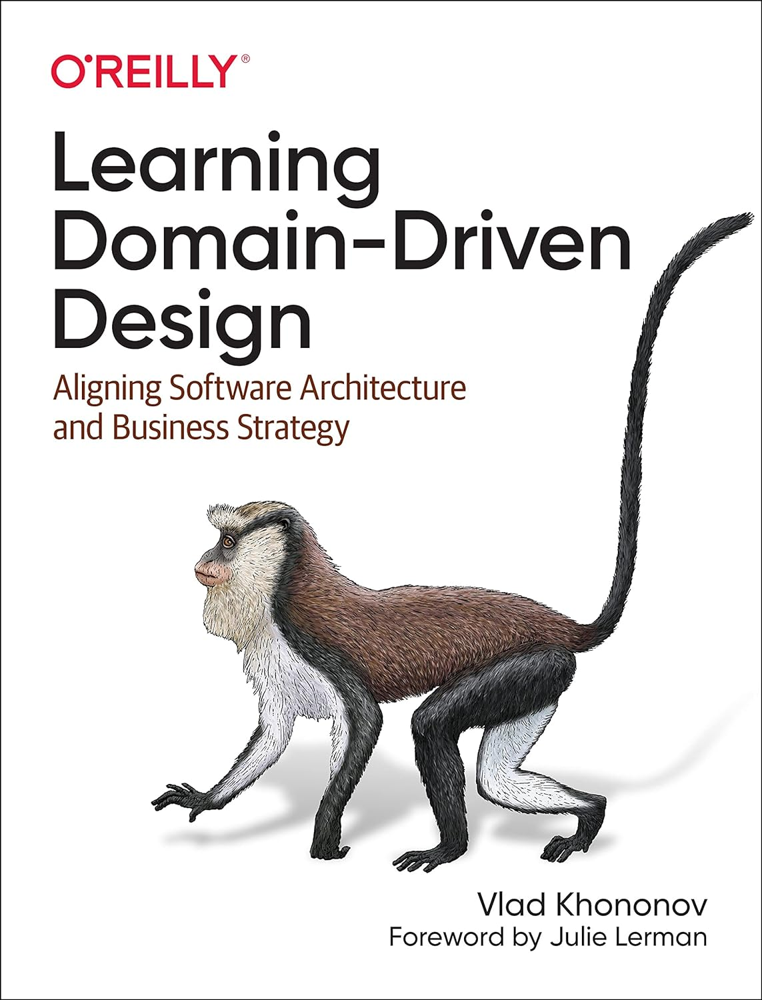 O'REILLY®
Learning
Domain-Driven
Design
Aligning Software Architecture
and Business Strategy
Vlad Khononov
Foreword by Julie Lerman